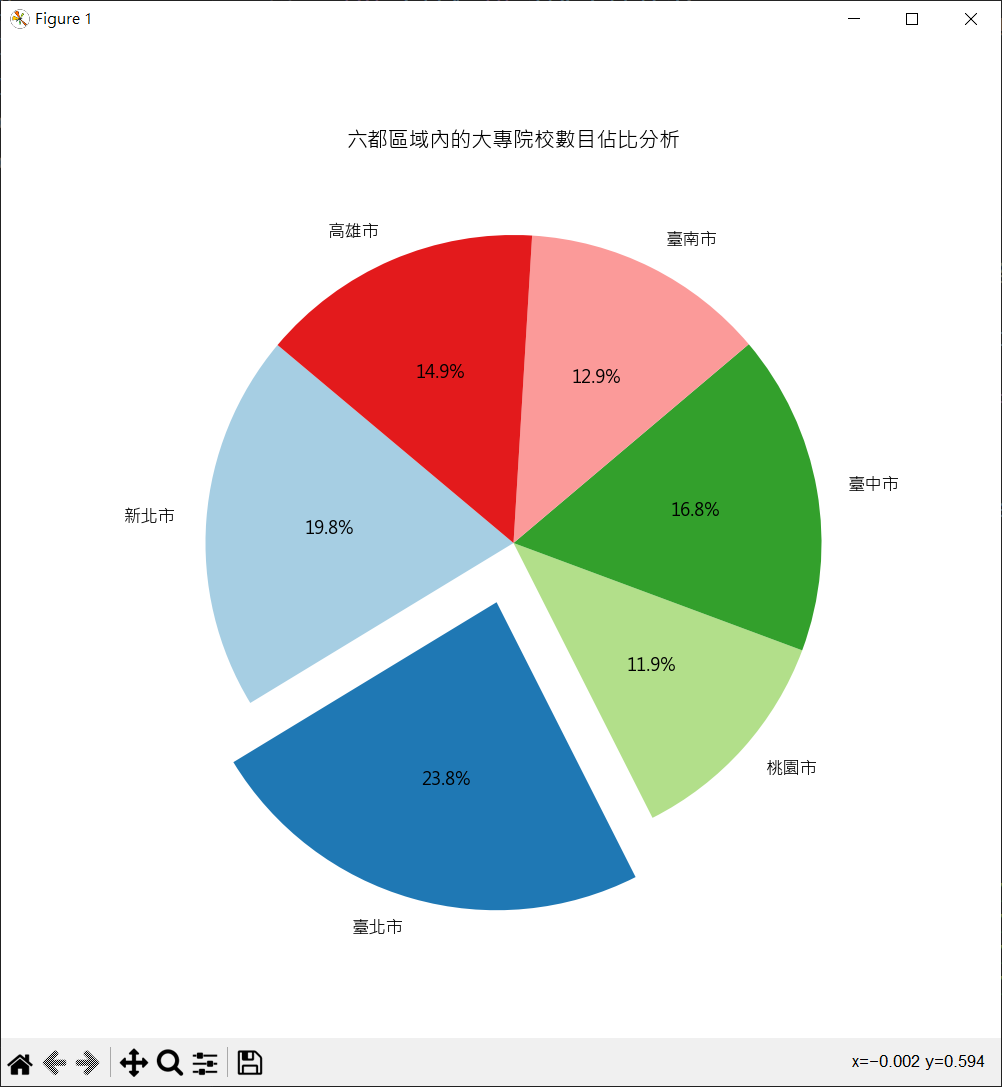 Figure 1
六都區域內的大專院校數目佔比分析
高雄市
臺南市
14.9%
12.9%
臺中市
16.8%
新北市
19.8%
11.9%
桃園市
23.8%
臺北市
x=−0.002 y=0.594